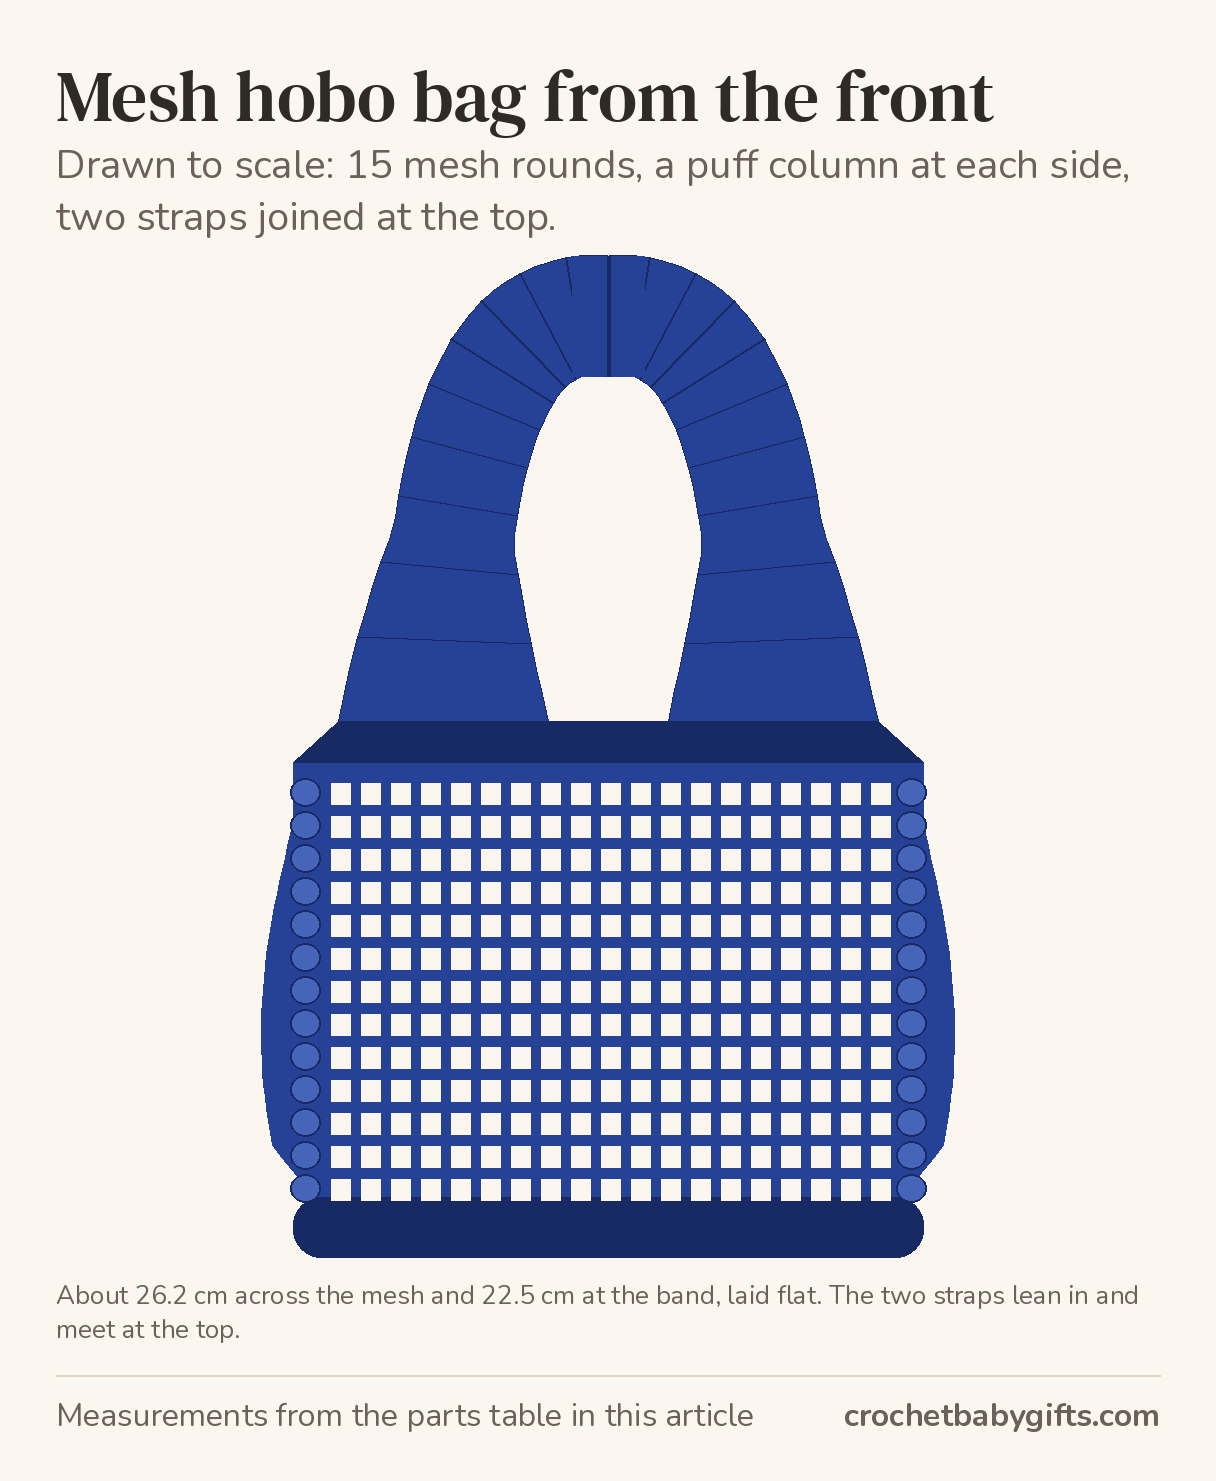 Mesh hobo bag from the front
Drawn to scale: 15 mesh rounds, a puff column at each side,
two straps joined at the top.
About 26.2 cm across the mesh and 22.5 cm at the band, laid flat. The two straps lean in and
meet at the top.
Measurements from the parts table in this article
crochetbabygifts.com